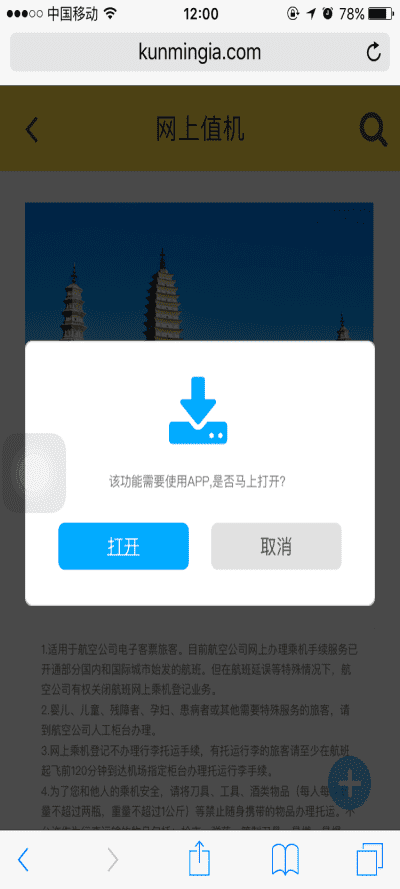 中国移动 12:00 78%
kunmingia.com
网上值机
该功能需要使用APP,是否马上打开?
打开 取消
1.适用于航空公司电子客票旅客。目前航空公司网上办理乘机手续服务已
开通部分国内和国际城市始发的航班。但在航班延误等特殊情况下，航
空公司有权关闭航班网上乘机登记业务。
2.婴儿、儿童、残障者、孕妇、患病者或其他需要特殊服务的旅客，请
到航空公司人工柜台办理。
3.网上乘机登记不办理行李托运手续，有托运行李的旅客请至少在航班
起飞前120分钟到达机场指定柜台办理托运行李手续。
4.为了您和他人的乘机安全，请将刀具、工具、酒类物品（每人每
量不超过两瓶，重量不超过1公斤）等禁止随身携带的物品办理托运。